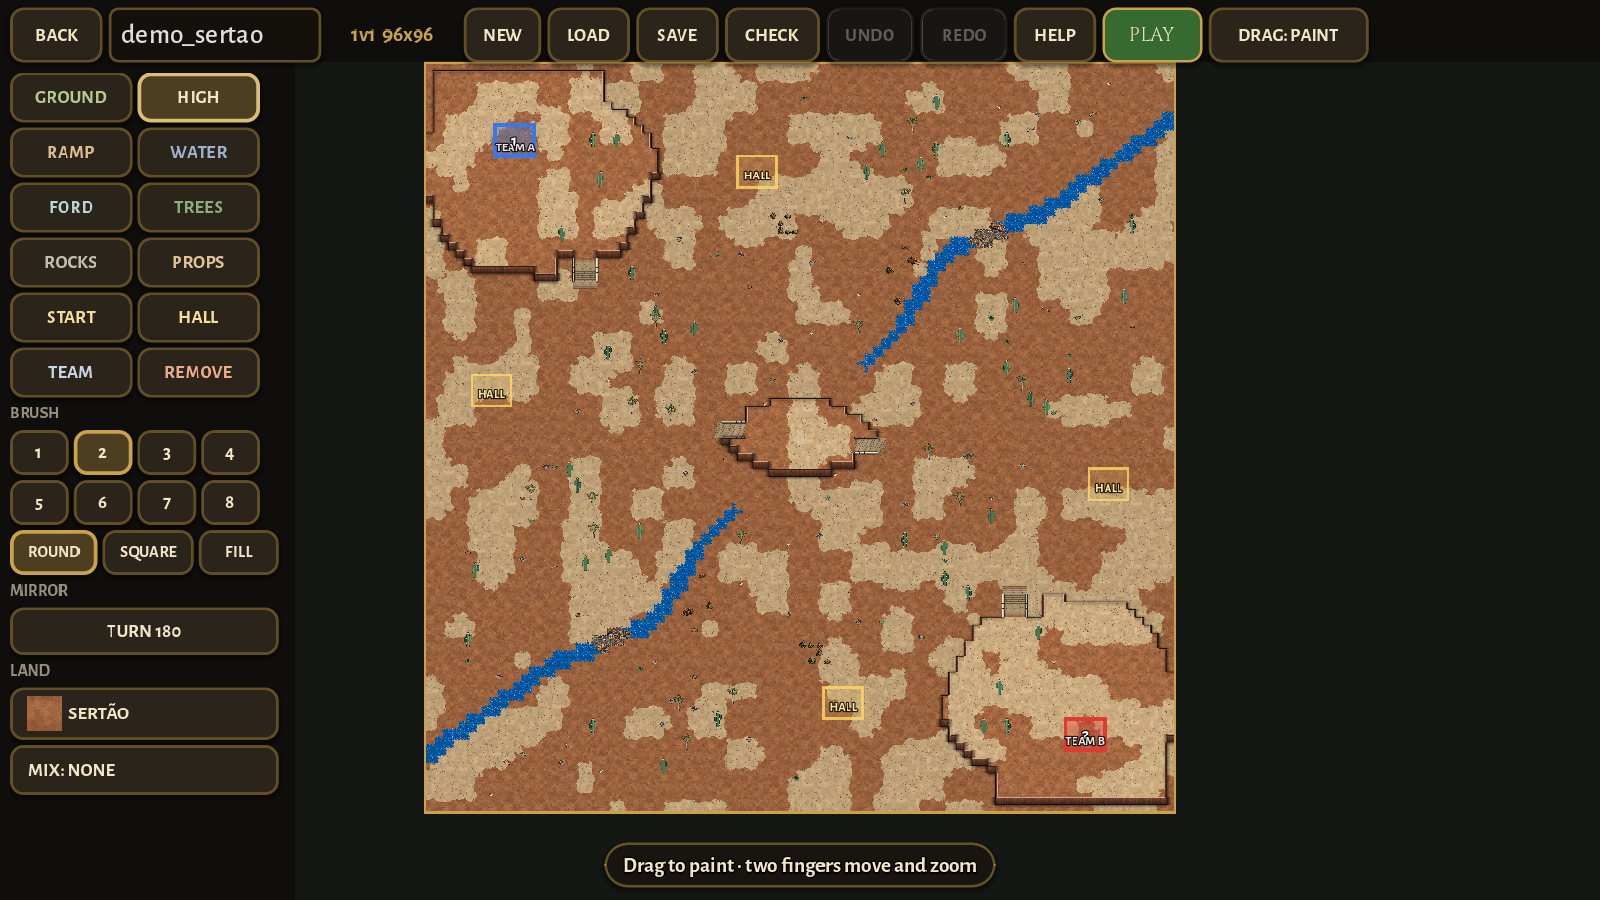 BACK
demo_sertao
1v1 96x96
NEW
LOAD
SAVE
CHECK
UNDO
REDO
HELP
PLAY
DRAG: PAINT
GROUND
HIGH
RAMP
WATER
FORD
TREES
ROCKS
PROPS
START
HALL
TEAM
REMOVE
BRUSH
1
2
3
4
5
6
7
8
ROUND
SQUARE
FILL
MIRROR
TURN 180
LAND
SERTÃO
MIX: NONE
1
TEAM A
HALL
HALL
HALL
HALL
2
TEAM B
Drag to paint · two fingers move and zoom